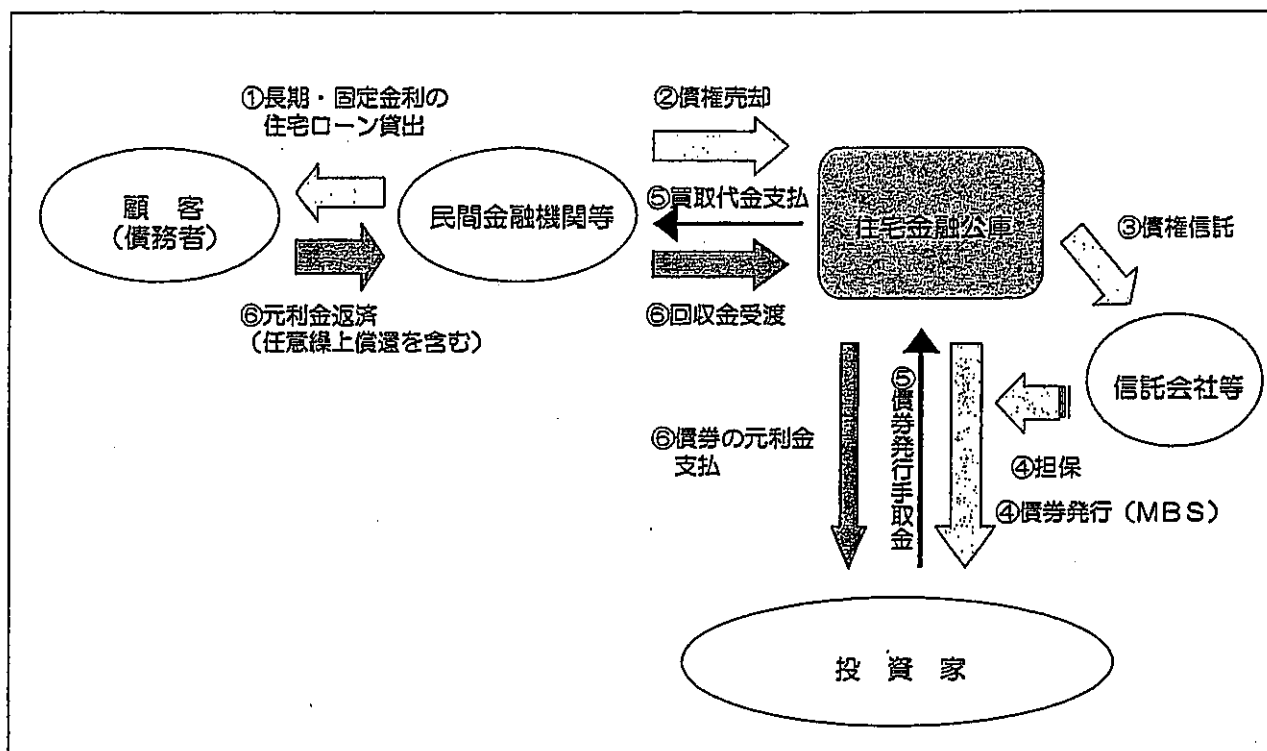 ①長期・固定金利の
住宅ローン貸出
②債権売却
顧　客
（債務者）
民間金融機関等
⑤買取代金支払
住宅金融公庫
③債権信託
⑥元利金返済
（任意繰上償還を含む）
⑥回収金受渡
信託会社等
⑥債券の元利金
支払
⑤債券発行手取金
④担保
④債券発行（ＭＢＳ）
投　資　家